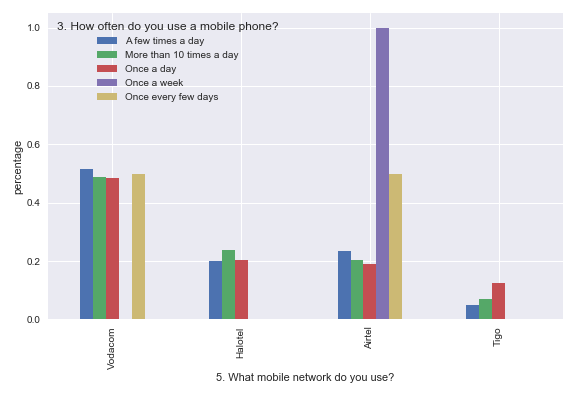 3. How often do you use a mobile phone?
A few times a day
More than 10 times a day
Once a day
Once a week
Once every few days
percentage
1.0
0.8
0.6
0.4
0.2
0.0
Vodacom
Halotel
Airtel
Tigo
5. What mobile network do you use?